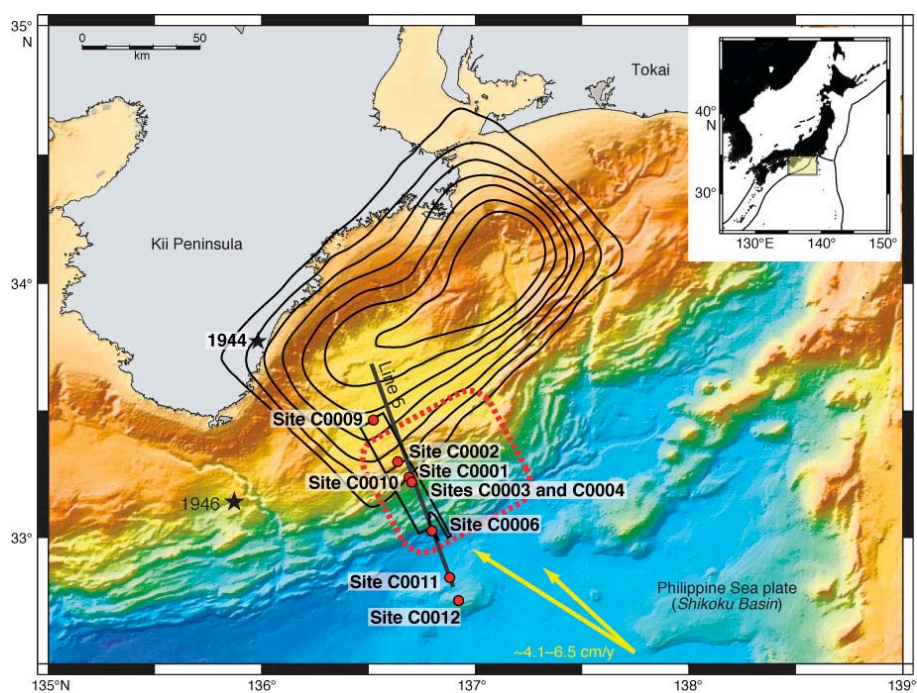 35°
N
0 50
km
Tokai
40°
N
30°
130°E 140° 150°
Kii Peninsula
34°
1944
Line 5
Site C0009
Site C0002
Site C0001
Site C0010
Sites C0003 and C0004
1946
Site C0006
33°
Site C0011
Philippine Sea plate
(Shikoku Basin)
Site C0012
~4.1–6.5 cm/y
135°N 136° 137° 138° 139°